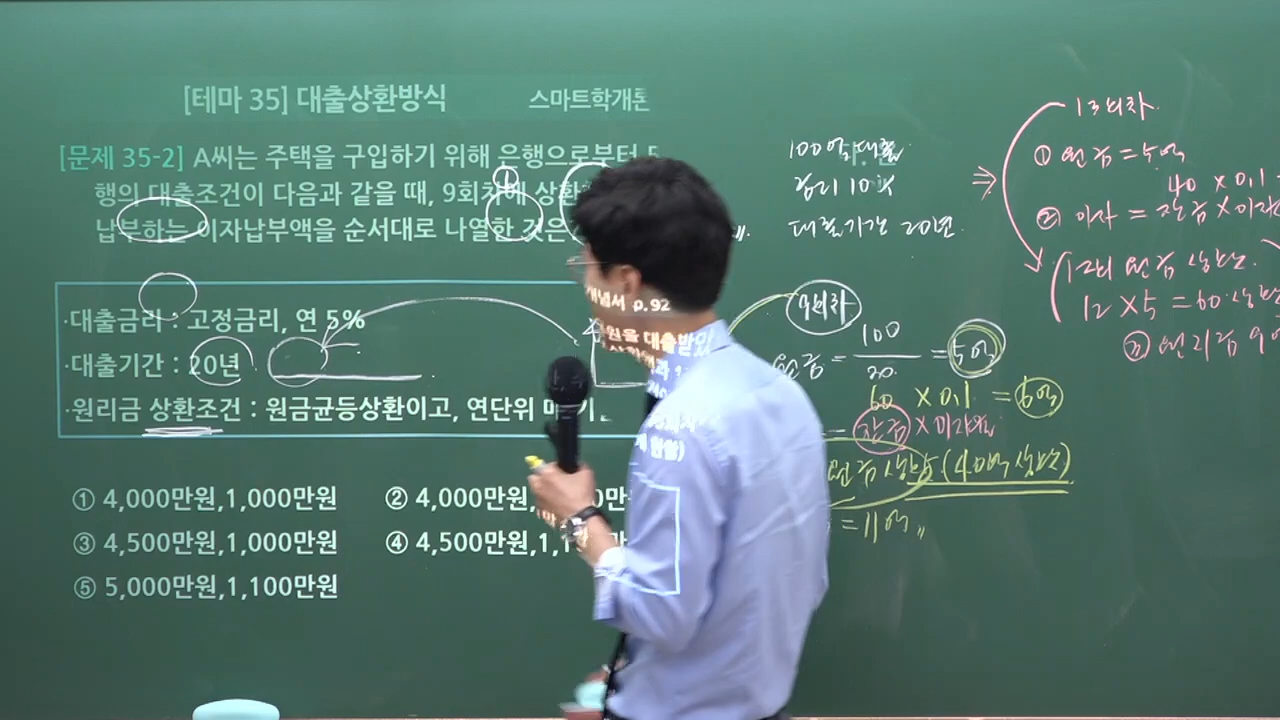 [테마 35] 대출상환방식
스마트학개론
[문제 35-2] A씨는 주택을 구입하기 위해 은행으로부터
행의 대출조건이 다음과 같을 때, 9회차에 상환
납부하는 이자납부액을 순서대로 나열한 것은
·대출금리 : 고정금리, 연 5%
·대출기간 : 20년
·원리금 상환조건 : 원금균등상환이고, 연단위
① 4,000만원,1,000만원
② 4,000만원,
③ 4,500만원,1,000만원
④ 4,500만원,1,1
⑤ 5,000만원,1,100만원
p.92
원을 대출받았
100억 대출
금리 10%
대출기간 20년
9회차
원금 = 100/20 = 5억
60 × 0.1 = 6억
잔금 × 이자율
원금 상환 (40억 상환)
= 11억
13회차
① 원금 = 5억
40 × 0.1
② 이자 = 잔금 × 이자
12회 원금 상환
12 × 5 = 60 상환
③ 원리금